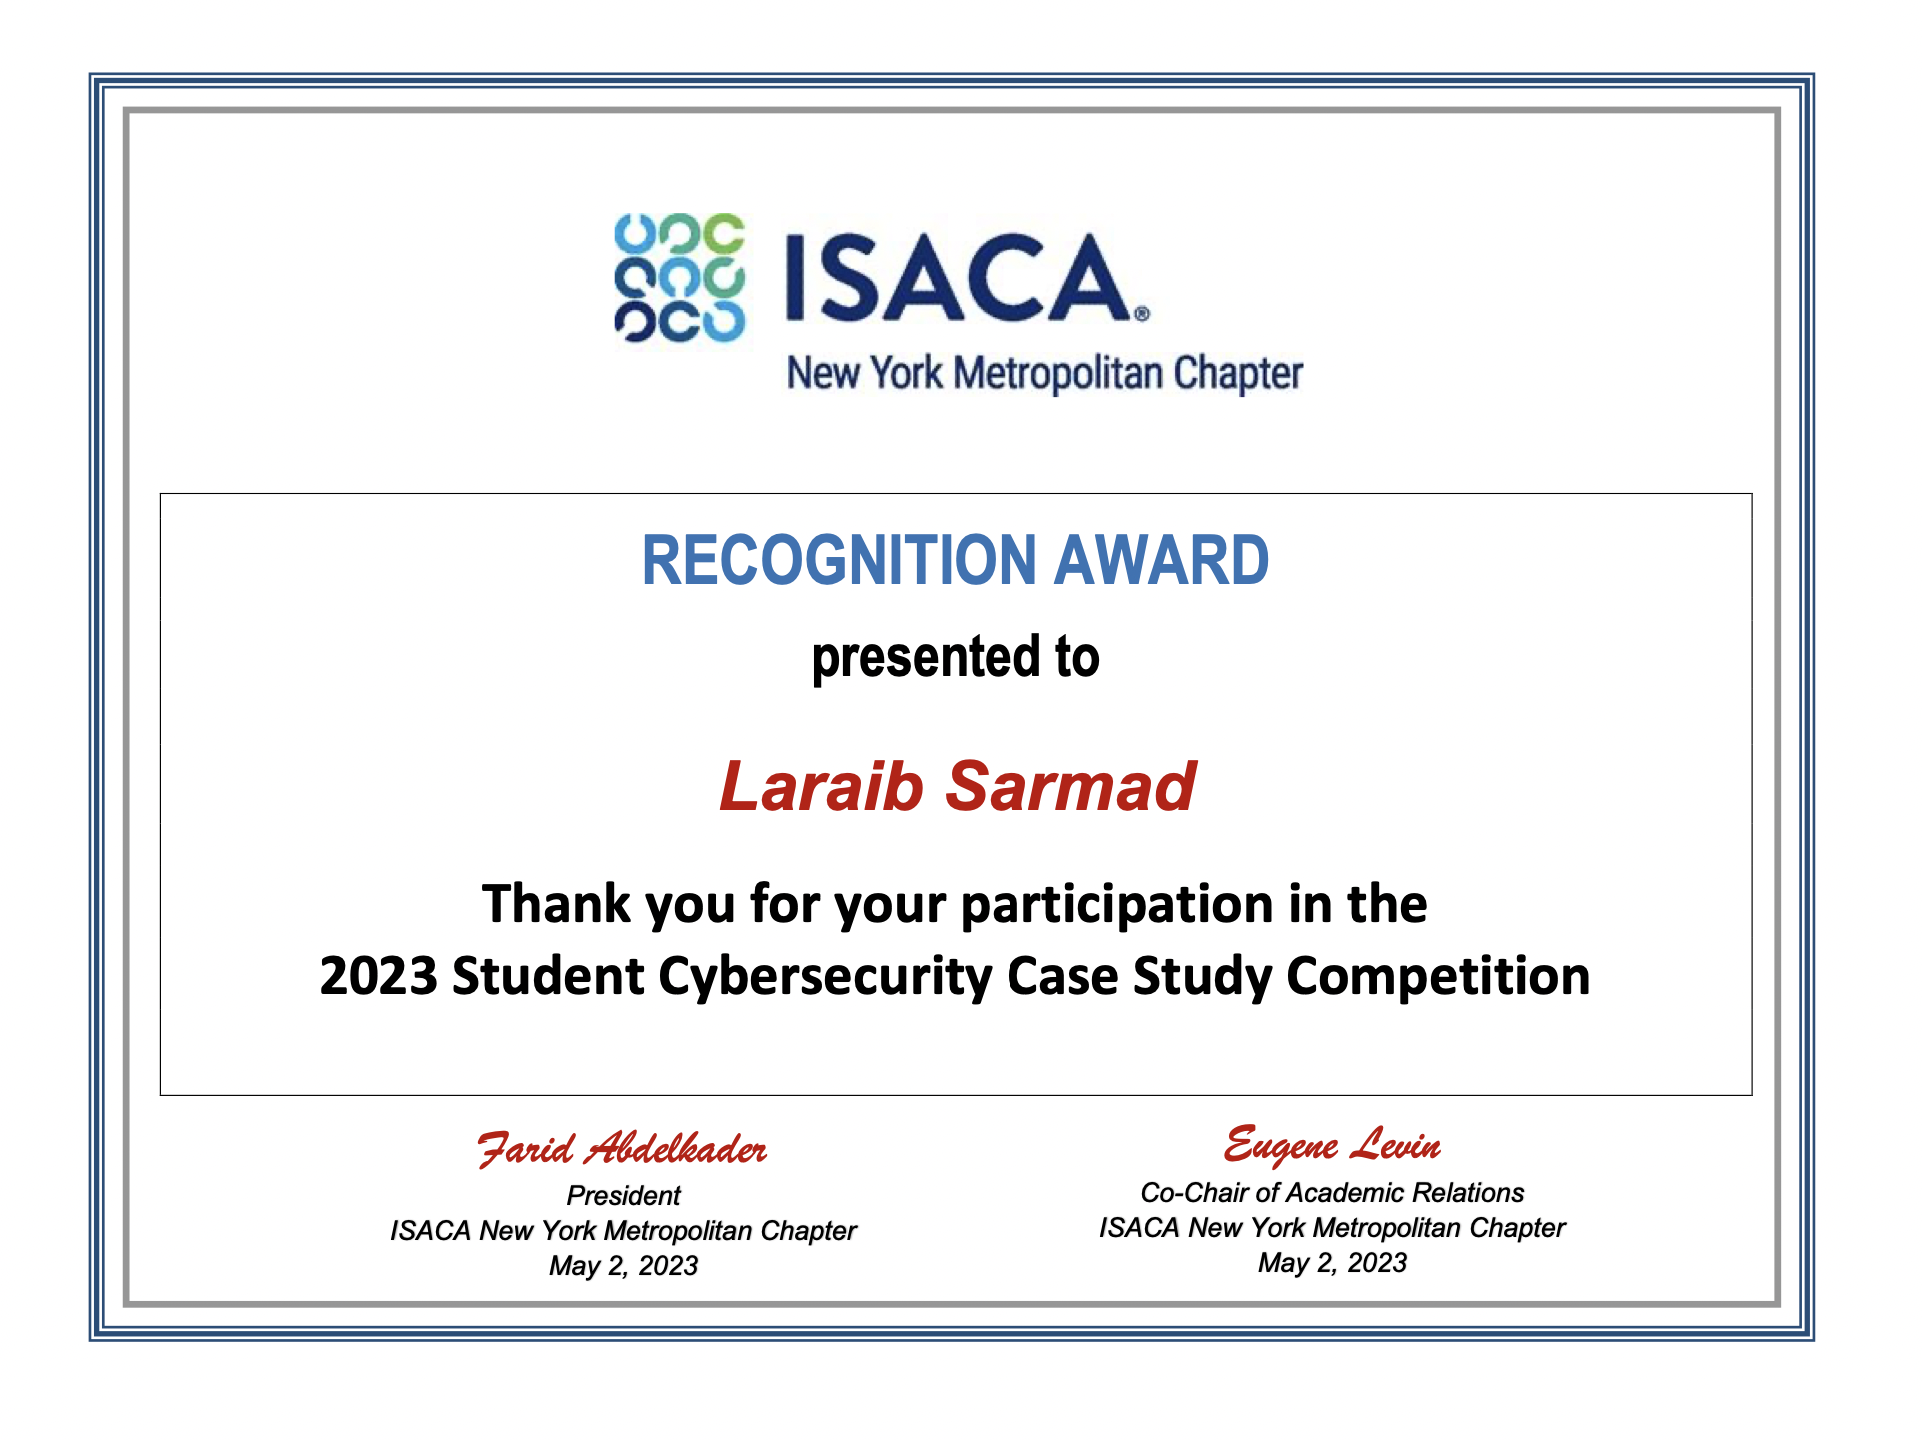 ISACA®
New York Metropolitan Chapter
RECOGNITION AWARD
presented to
Laraib Sarmad
Thank you for your participation in the
2023 Student Cybersecurity Case Study Competition
Farid Abdelkader
President
ISACA New York Metropolitan Chapter
May 2, 2023
Eugene Levin
Co-Chair of Academic Relations
ISACA New York Metropolitan Chapter
May 2, 2023